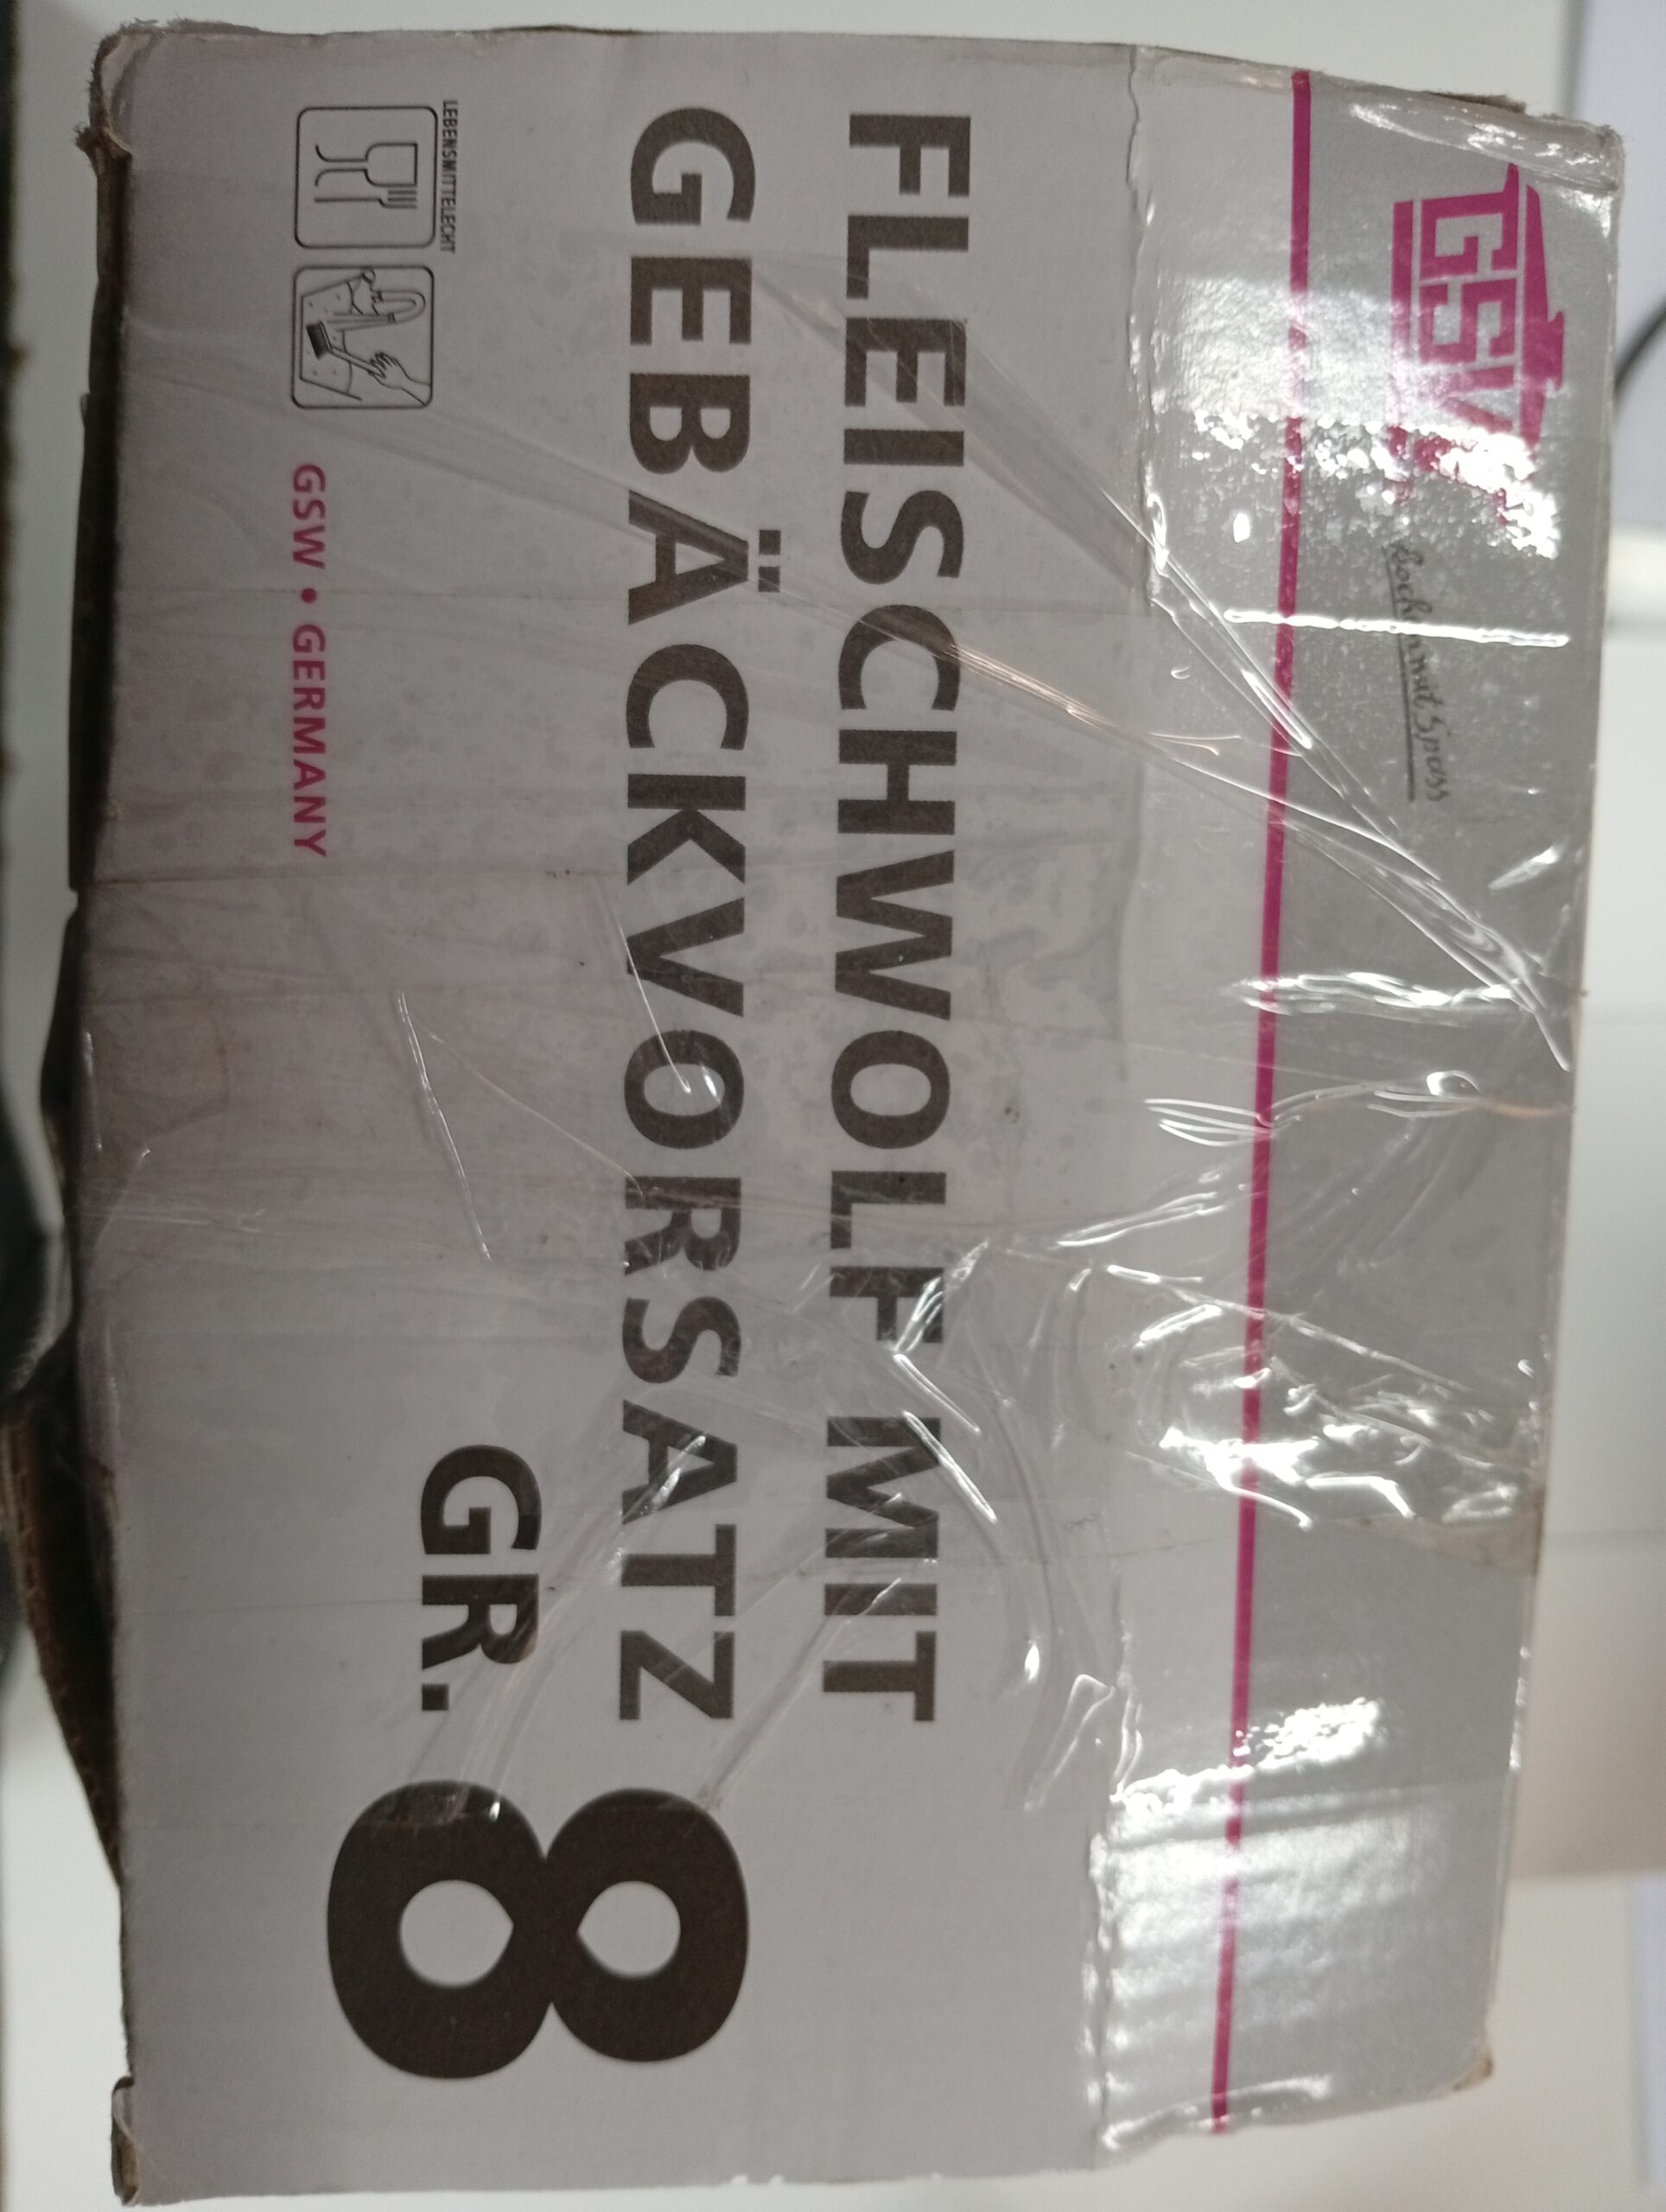 GSW
Kochen mit Spass
FLEISCHWOLF MIT
GEBÄCKVORSATZ
GR. 8
LEBENSMITTELECHT
GSW • GERMANY